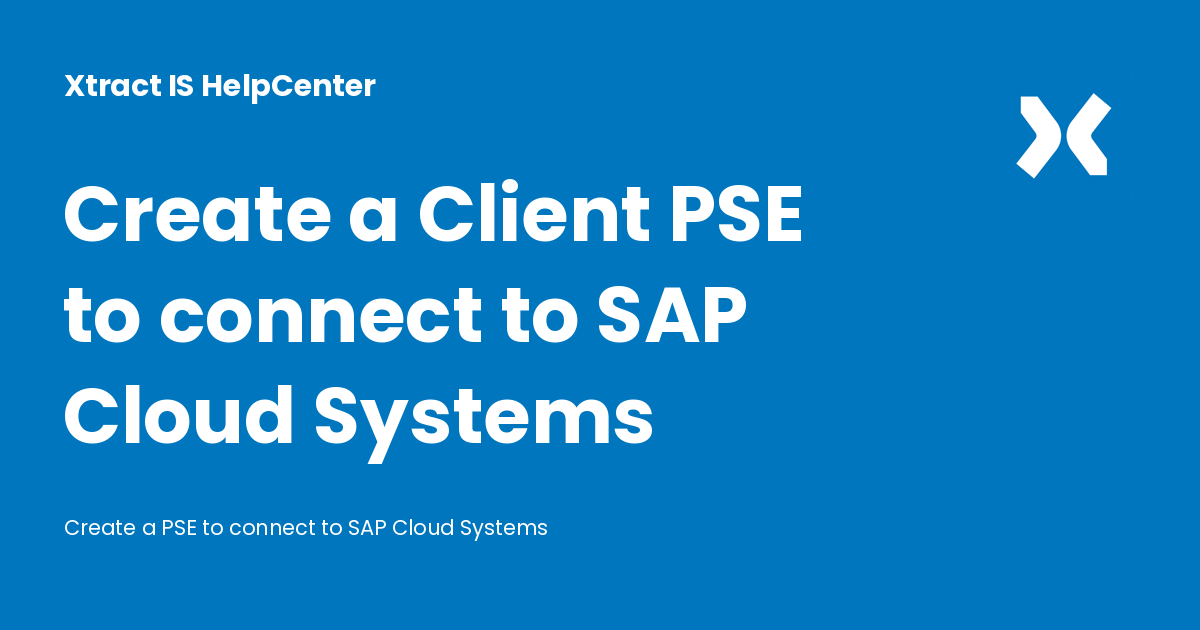 Xtract IS HelpCenter
Create a Client PSE
to connect to SAP
Cloud Systems
Create a PSE to connect to SAP Cloud Systems